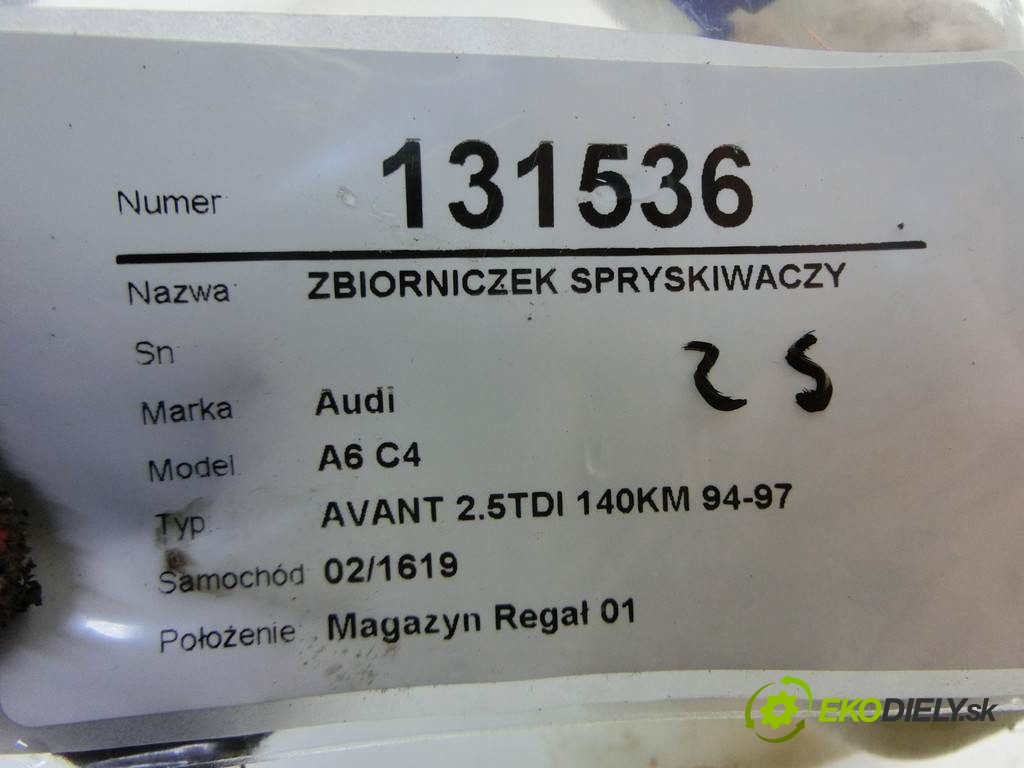 Numer 131536
Nazwa ZBIORNICZEK SPRYSKIWACZY
Sn
25
Marka Audi
Model A6 C4
Typ AVANT 2.5TDI 140KM 94-97
Samochód 02/1619
Położenie Magazyn Regał 01
EKODIELY.sk